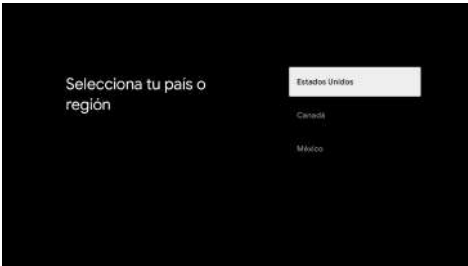 Selecciona tu país o
región
Estados Unidos
Canadá
México